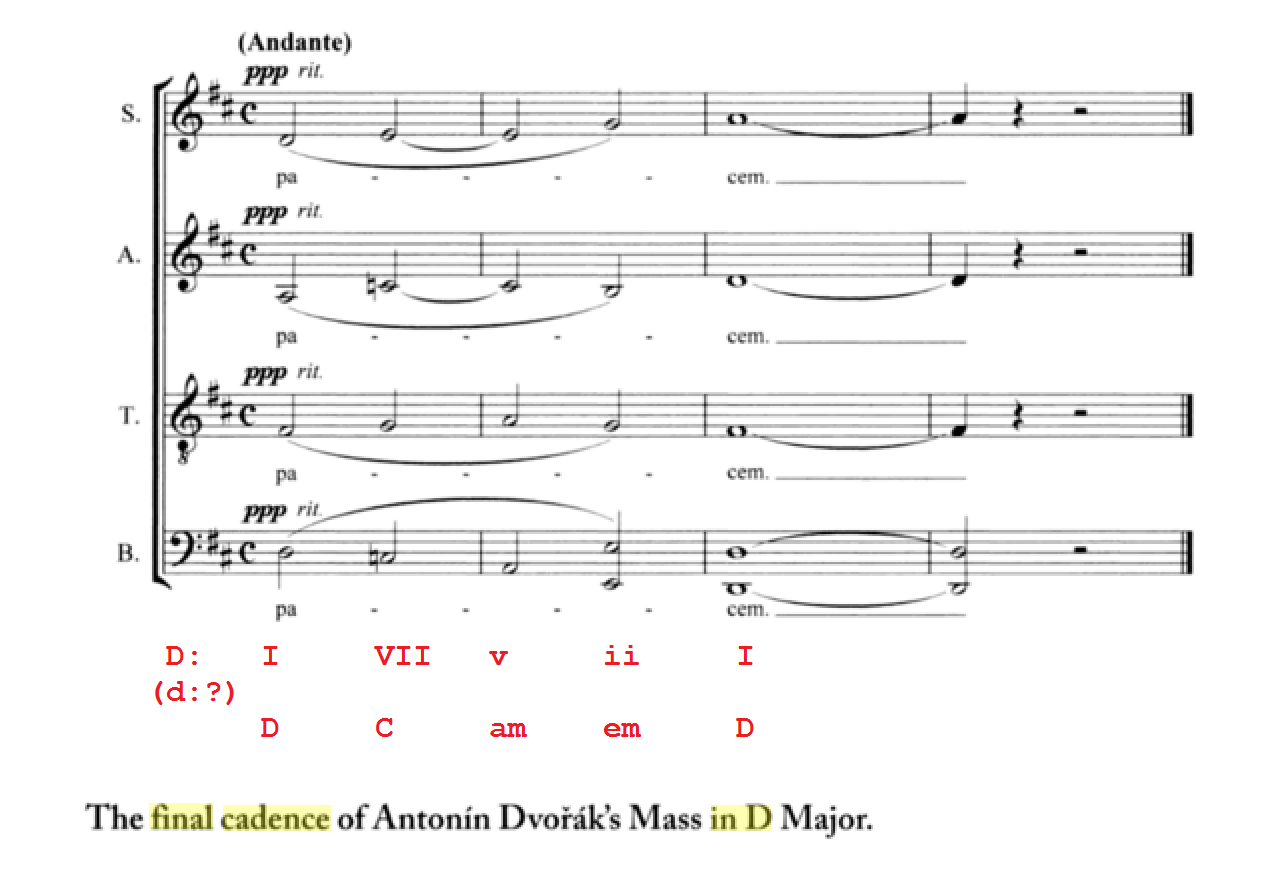 (Andante)
ppp rit.
S.
pa - - - - cem.
ppp rit.
A.
pa - - - - cem.
ppp rit.
T.
8
pa - - - - cem.
ppp rit.
B.
pa - - - - cem.
D: I VII v ii I
(d:?)
D C am em D
The final cadence of Antonín Dvořák’s Mass in D Major.